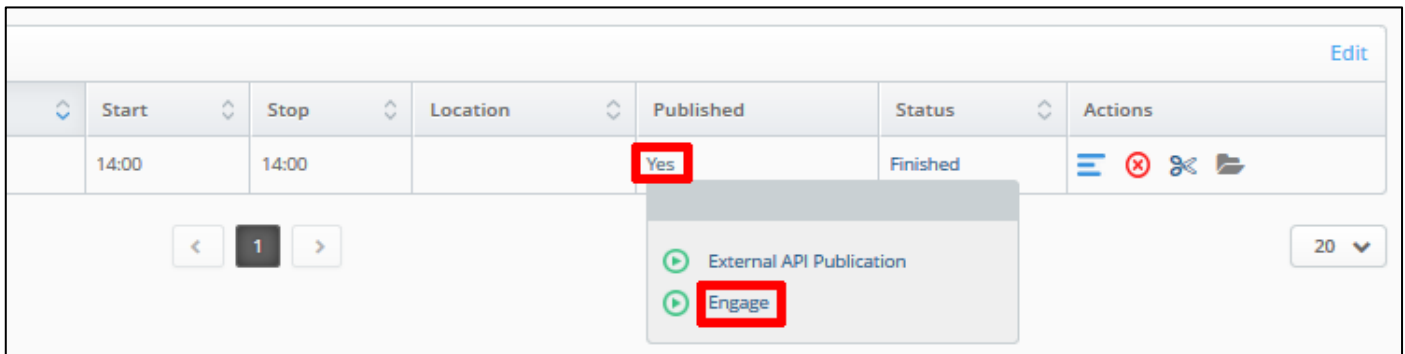 Edit
Start Stop Location Published Status Actions
14:00 14:00 Yes Finished
External API Publication
Engage
1
20